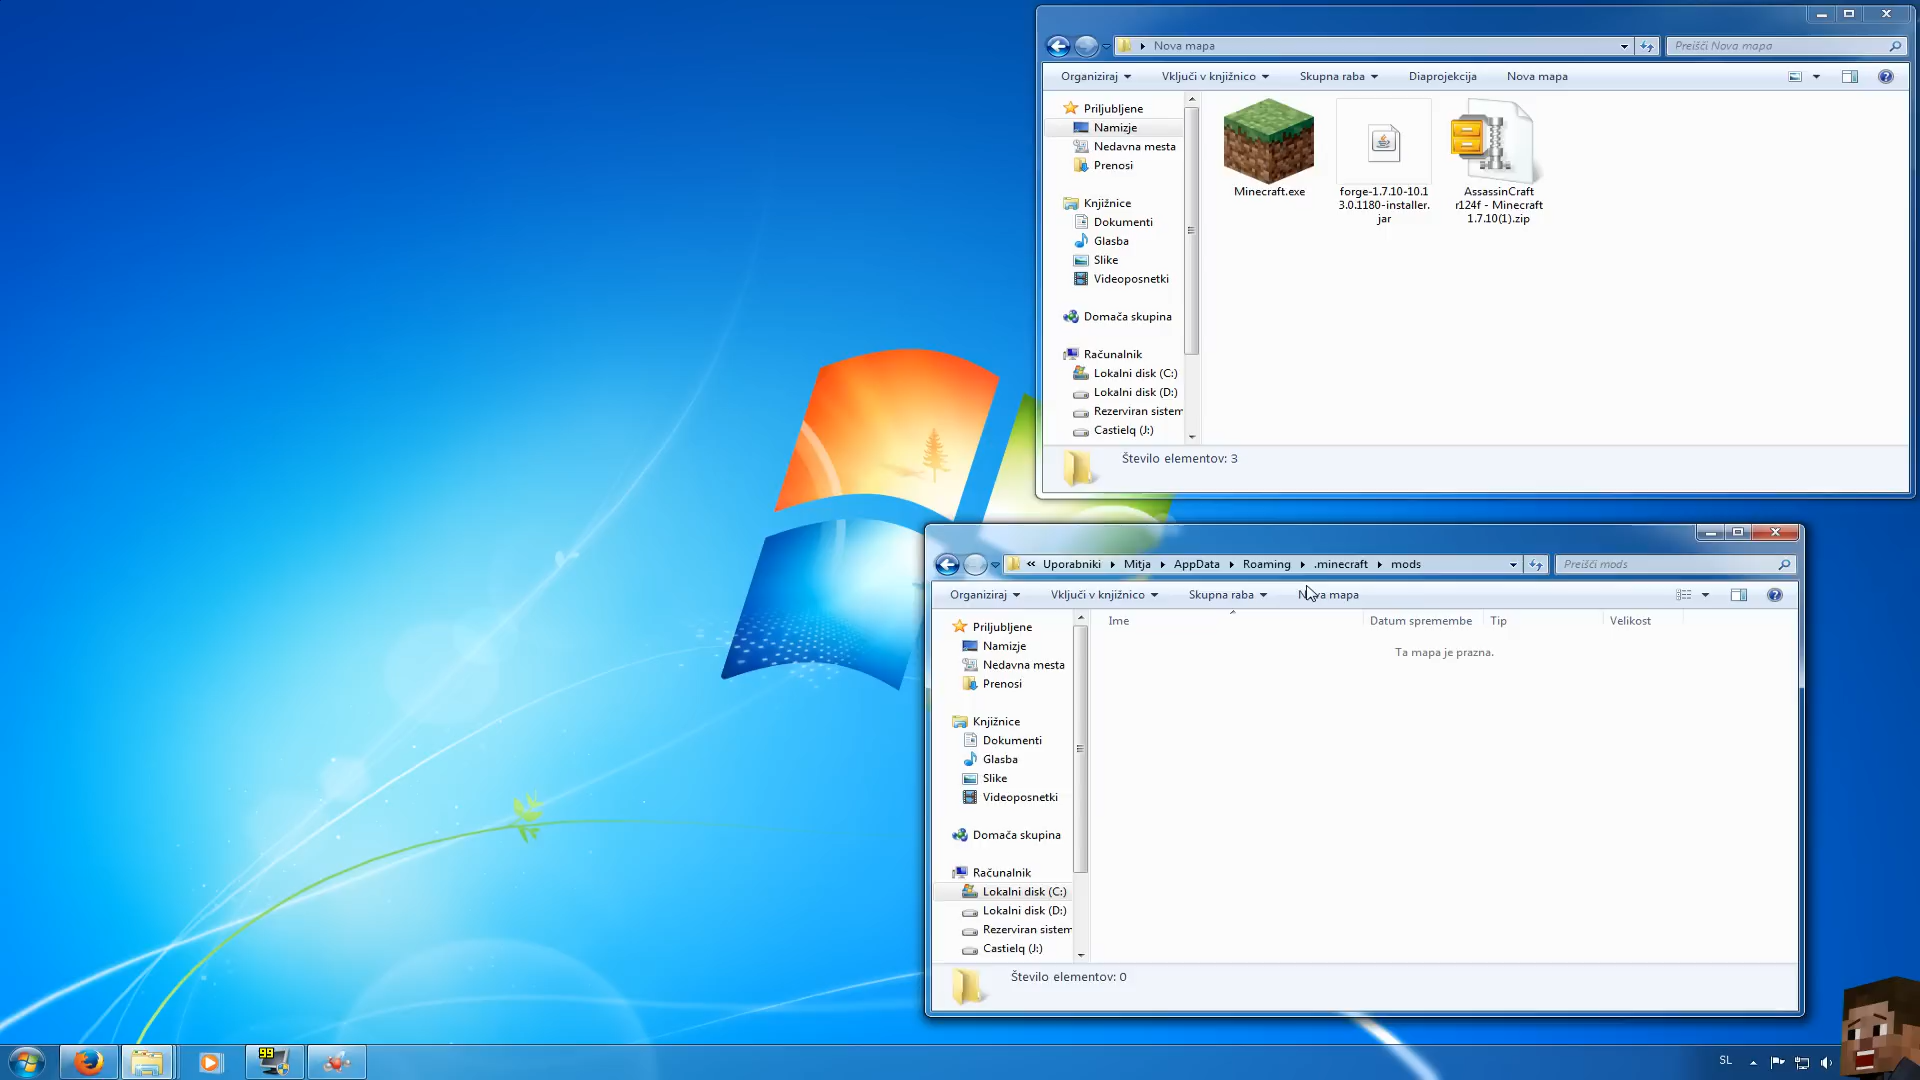 Nova mapa
Preišči Nova mapa
Organiziraj
Vključi v knjižnico
Skupna raba
Diaprojekcija
Nova mapa
Priljubljene
Namizje
Nedavna mesta
Prenosi
Knjižnice
Dokumenti
Glasba
Slike
Videoposnetki
Domača skupina
Računalnik
Lokalni disk (C:)
Lokalni disk (D:)
Rezerviran sistem
Castielq (J:)
Minecraft.exe
forge-1.7.10-10.1
3.0.1180-installer.
jar
AssassinCraft
r124f - Minecraft
1.7.10(1).zip
Število elementov: 3
« Uporabniki
Mitja
AppData
Roaming
.minecraft
mods
Preišči mods
Organiziraj
Vključi v knjižnico
Skupna raba
Nova mapa
Priljubljene
Namizje
Nedavna mesta
Prenosi
Knjižnice
Dokumenti
Glasba
Slike
Videoposnetki
Domača skupina
Računalnik
Lokalni disk (C:)
Lokalni disk (D:)
Rezerviran sistem
Castielq (J:)
Ime
Datum spremembe
Tip
Velikost
Ta mapa je prazna.
Število elementov: 0
99
SL